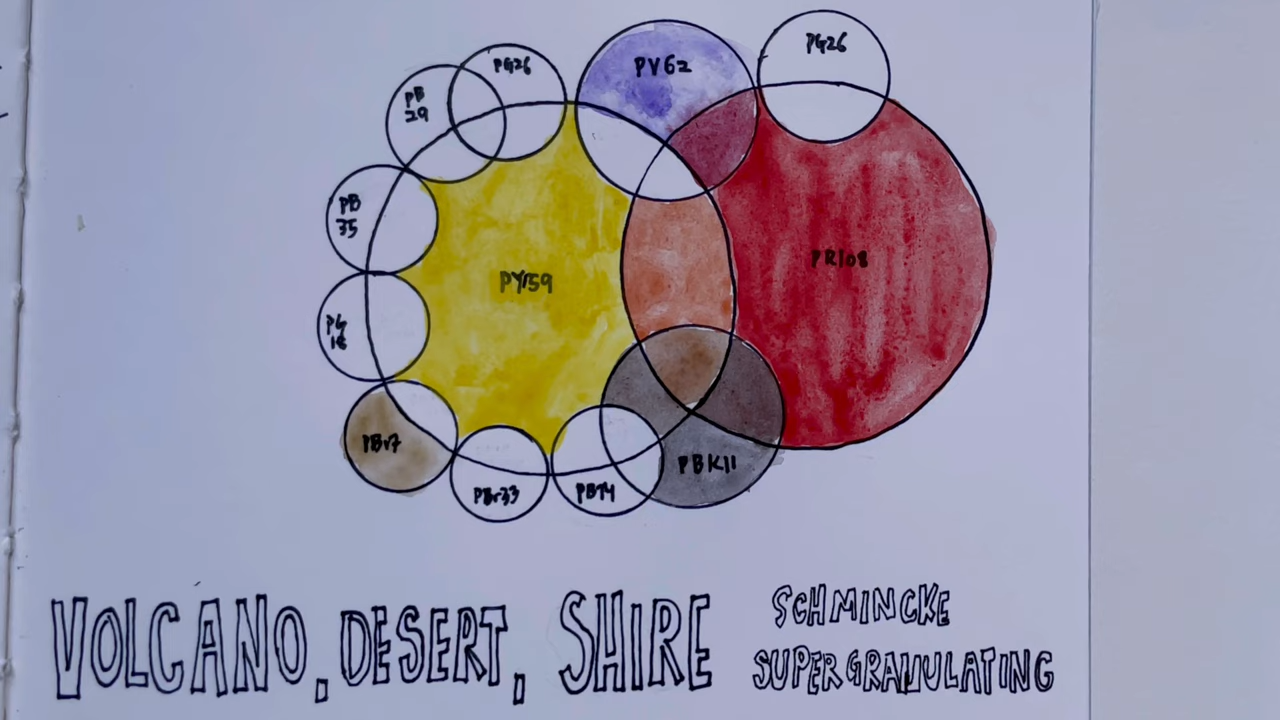 PG26
PV62
PG26
PB
29
PB
35
PY159
PR108
PG
18
PBr7
PBr33
PB74
PBK11
VOLCANO, DESERT, SHIRE
SCHMINCKE
SUPERGRANULATING